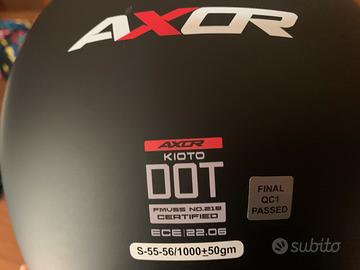 AXOR
AXOR
KIOTO
DOT
FMVSS NO.218
CERTIFIED
ECE 22.06
S-55-56/1000±50gm
FINAL
QC1
PASSED
subito